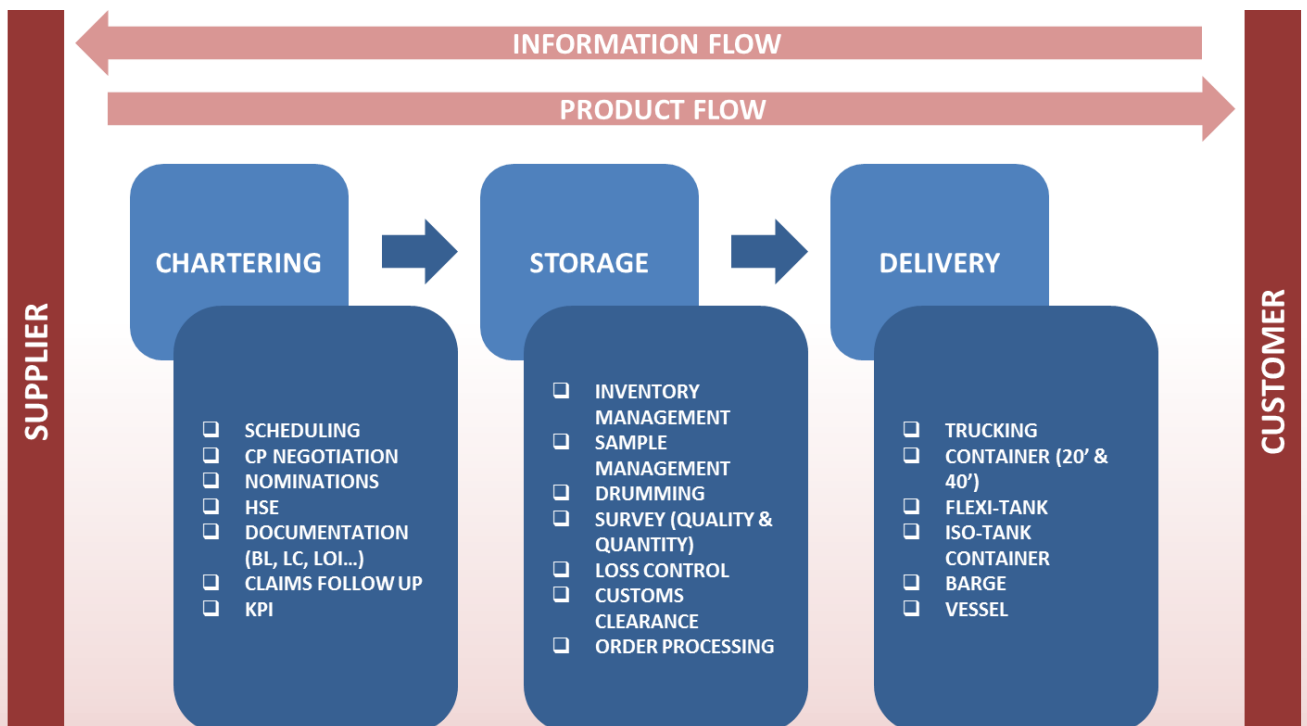 INFORMATION FLOW
PRODUCT FLOW
SUPPLIER
CHARTERING
SCHEDULING
CP NEGOTIATION
NOMINATIONS
HSE
DOCUMENTATION
(BL, LC, LOI...)
CLAIMS FOLLOW UP
KPI
STORAGE
INVENTORY
MANAGEMENT
SAMPLE
MANAGEMENT
DRUMMING
SURVEY (QUALITY &
QUANTITY)
LOSS CONTROL
CUSTOMS
CLEARANCE
ORDER PROCESSING
DELIVERY
TRUCKING
CONTAINER (20’ &
40’)
FLEXI-TANK
ISO-TANK
CONTAINER
BARGE
VESSEL
CUSTOMER